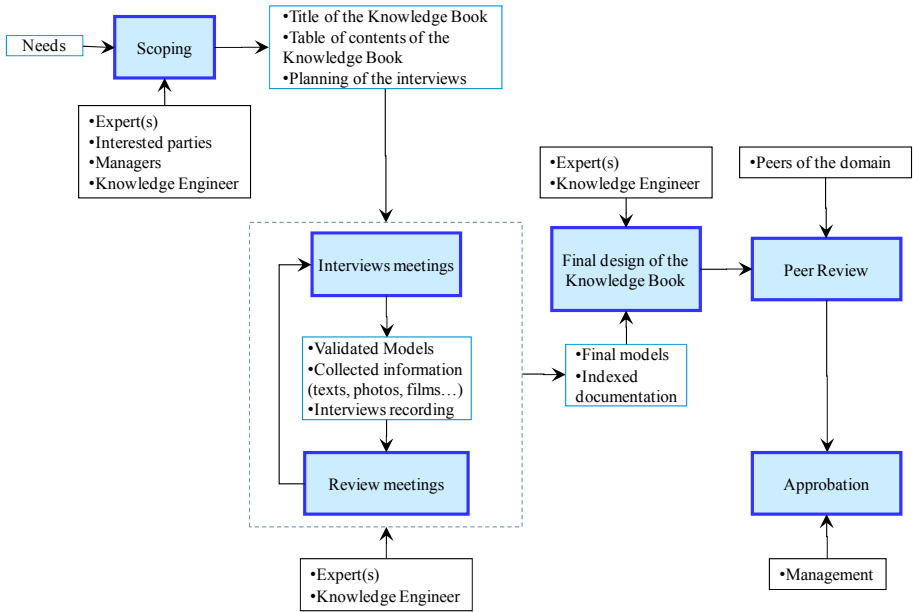 Needs
Scoping
•Title of the Knowledge Book
•Table of contents of the
Knowledge Book
•Planning of the interviews
•Expert(s)
•Interested parties
•Managers
•Knowledge Engineer
Interviews meetings
•Validated Models
•Collected information
(texts, photos, films…)
•Interviews recording
Review meetings
•Expert(s)
•Knowledge Engineer
•Expert(s)
•Knowledge Engineer
Final design of the
Knowledge Book
•Final models
•Indexed
documentation
•Peers of the domain
Peer Review
Approbation
•Management